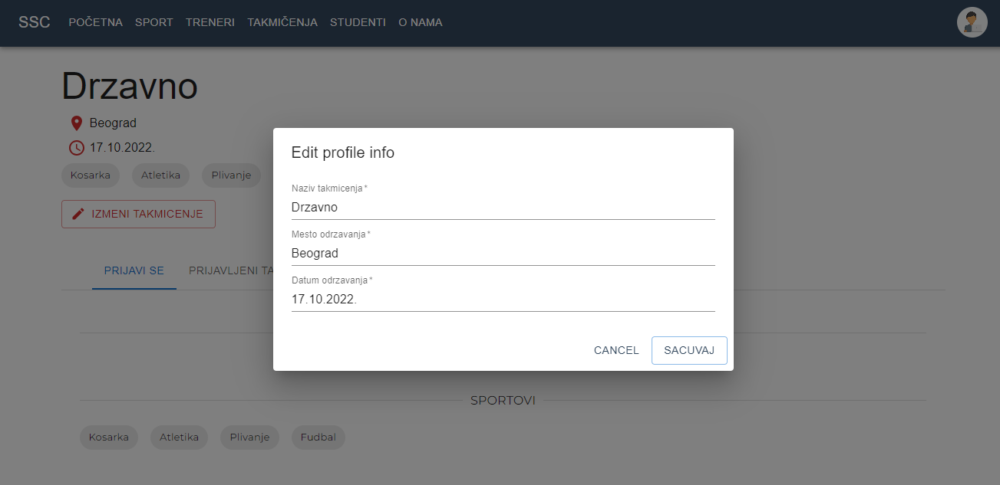 SSC POČETNA SPORT TRENERI TAKMIČENJA STUDENTI O NAMA
Drzavno
Beograd
17.10.2022.
Kosarka Atletika Plivanje
IZMENI TAKMICENJE
PRIJAVI SE PRIJAVLJENI TA
Edit profile info
Naziv takmicenja *
Drzavno
Mesto odrzavanja *
Beograd
Datum odrzavanja *
17.10.2022.
CANCEL SACUVAJ
SPORTOVI
Kosarka Atletika Plivanje Fudbal